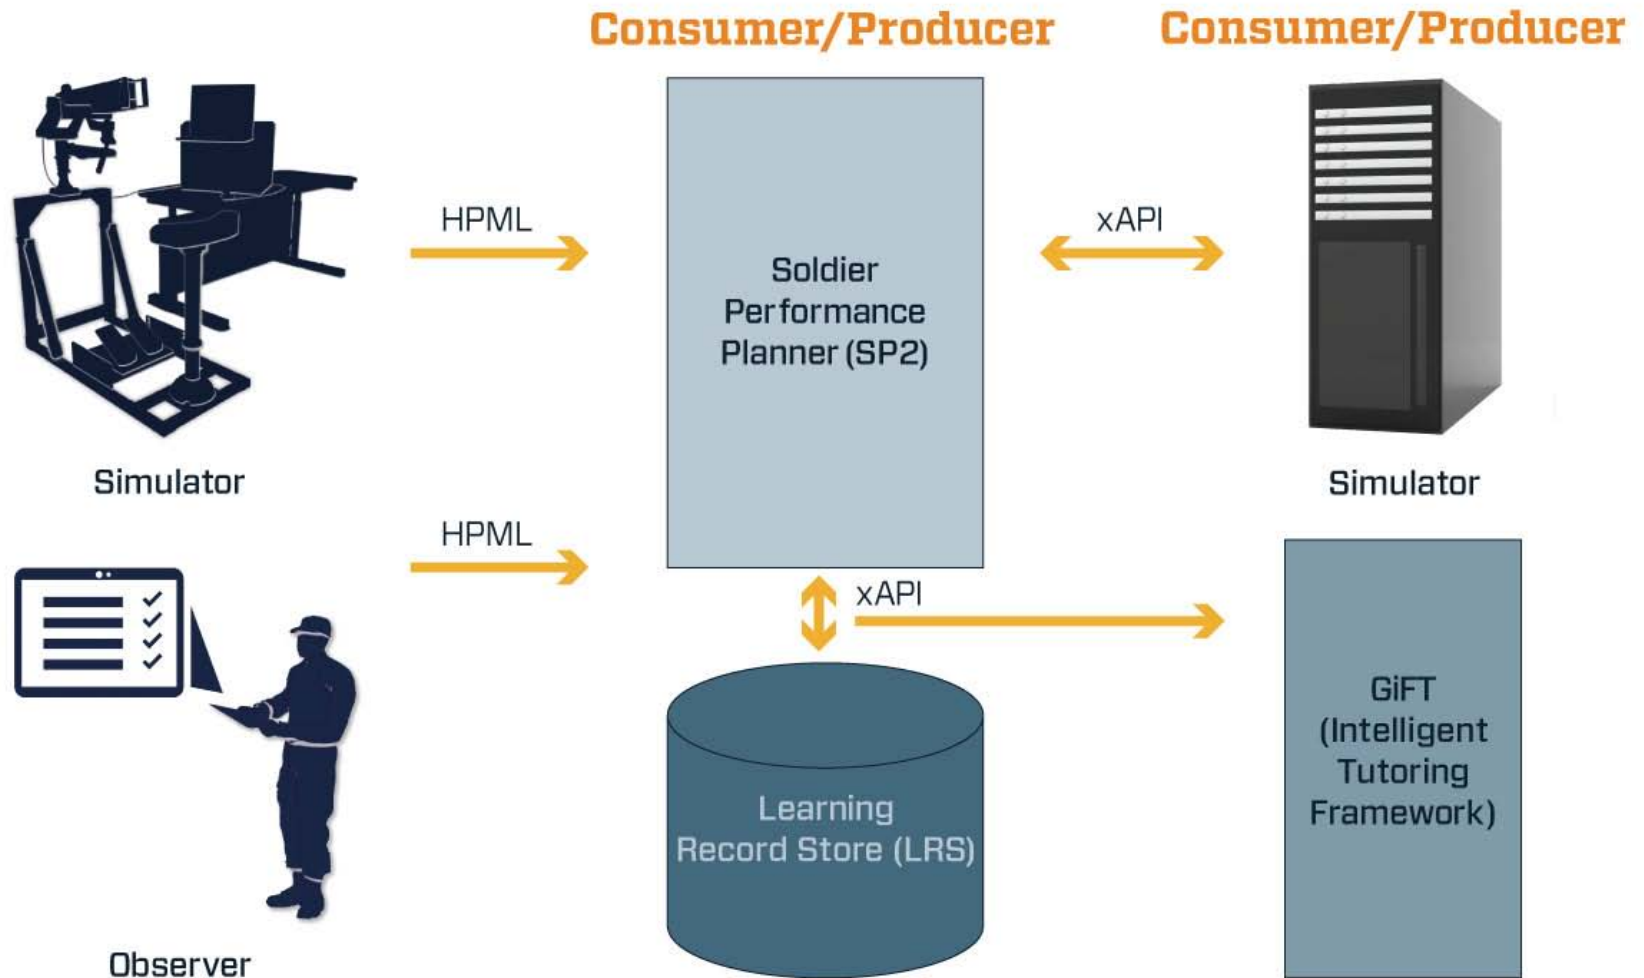 Consumer/Producer
Consumer/Producer
HPML
xAPI
Soldier
Performance
Planner (SP2)
Simulator
Simulator
HPML
xAPI
GiFT
(Intelligent
Tutoring
Framework)
Learning
Record Store (LRS)
Observer